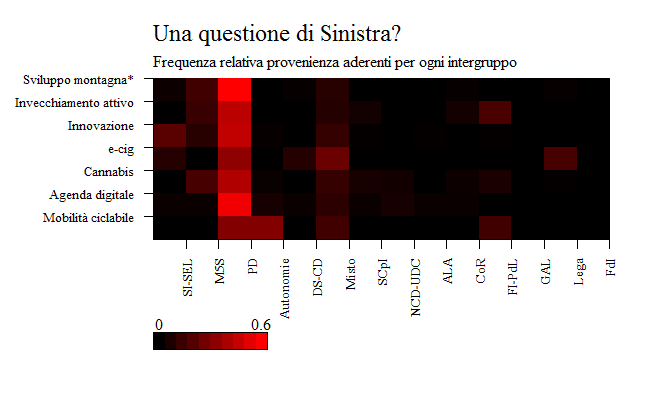 Una questione di Sinistra?
Frequenza relativa provenienza aderenti per ogni intergruppo
Sviluppo montagna*
Invecchiamento attivo
Innovazione
e-cig
Cannabis
Agenda digitale
Mobilità ciclabile
SI-SEL
M5S
PD
Autonomie
DS-CD
Misto
SCpI
NCD-UDC
ALA
CoR
FI-PdL
GAL
Lega
FdI
0 0.6